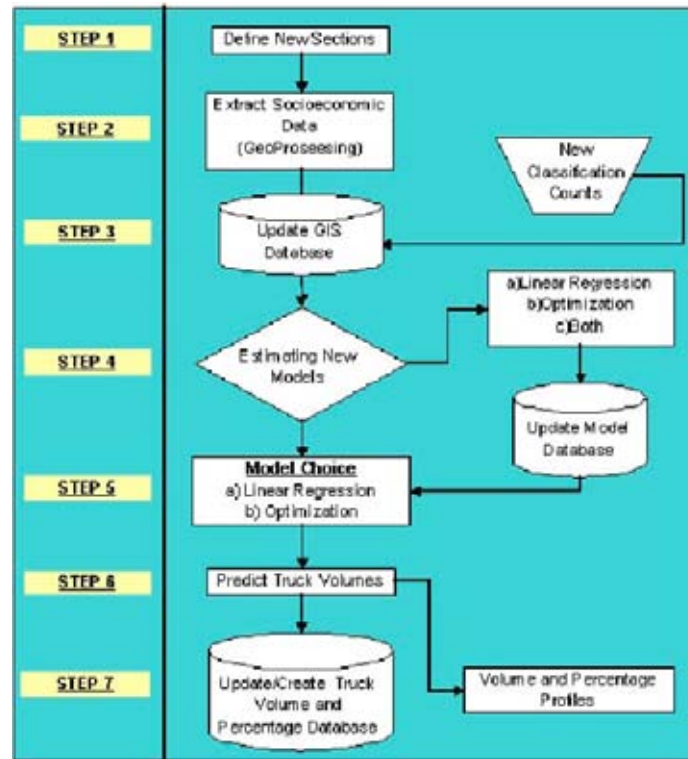 STEP 1
Define New Sections
STEP 2
Extract Socioeconomic
Data
(GeoProseesing)
New
Classification
Counts
STEP 3
Update GIS
Database
a)Linear Regression
b)Optimization
c)Both
STEP 4
Estimating New
Models
Update Model
Database
STEP 5
Model Choice
a) Linear Regression
b) Optimization
STEP 6
Predict Truck Volumes
STEP 7
Update/Create Truck
Volume and
Percentage Database
Volume and Percentage
Profiles